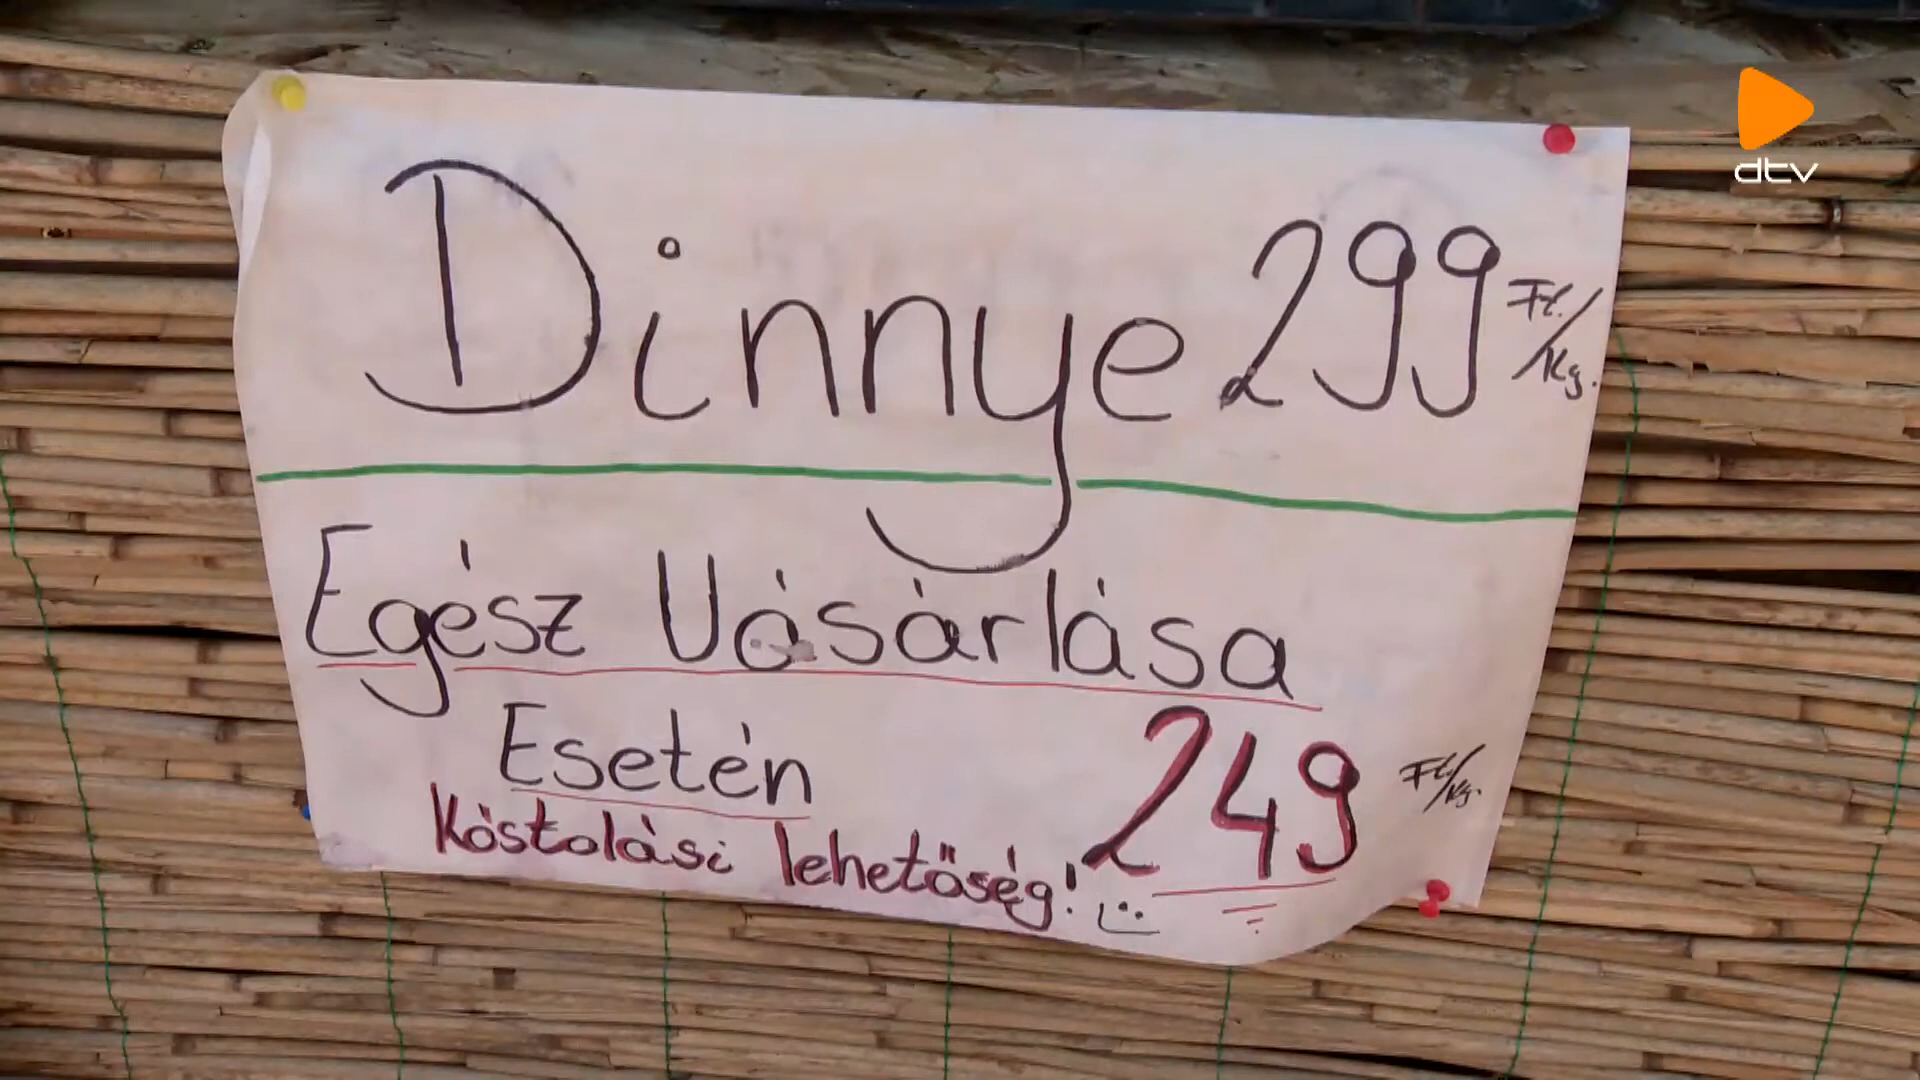 Dinnye 299 Ft./Kg.
Egész Vásárlása
Esetén 249 Ft/Kg.
Kóstolási lehetőség!
dtv